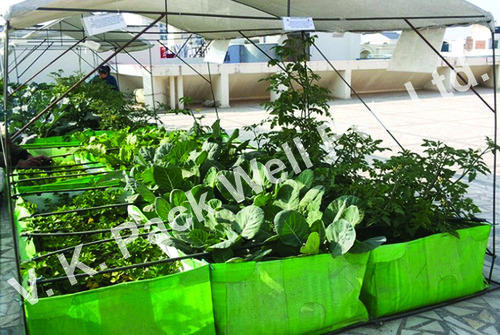 V. K. Pack Well Pvt. Ltd.